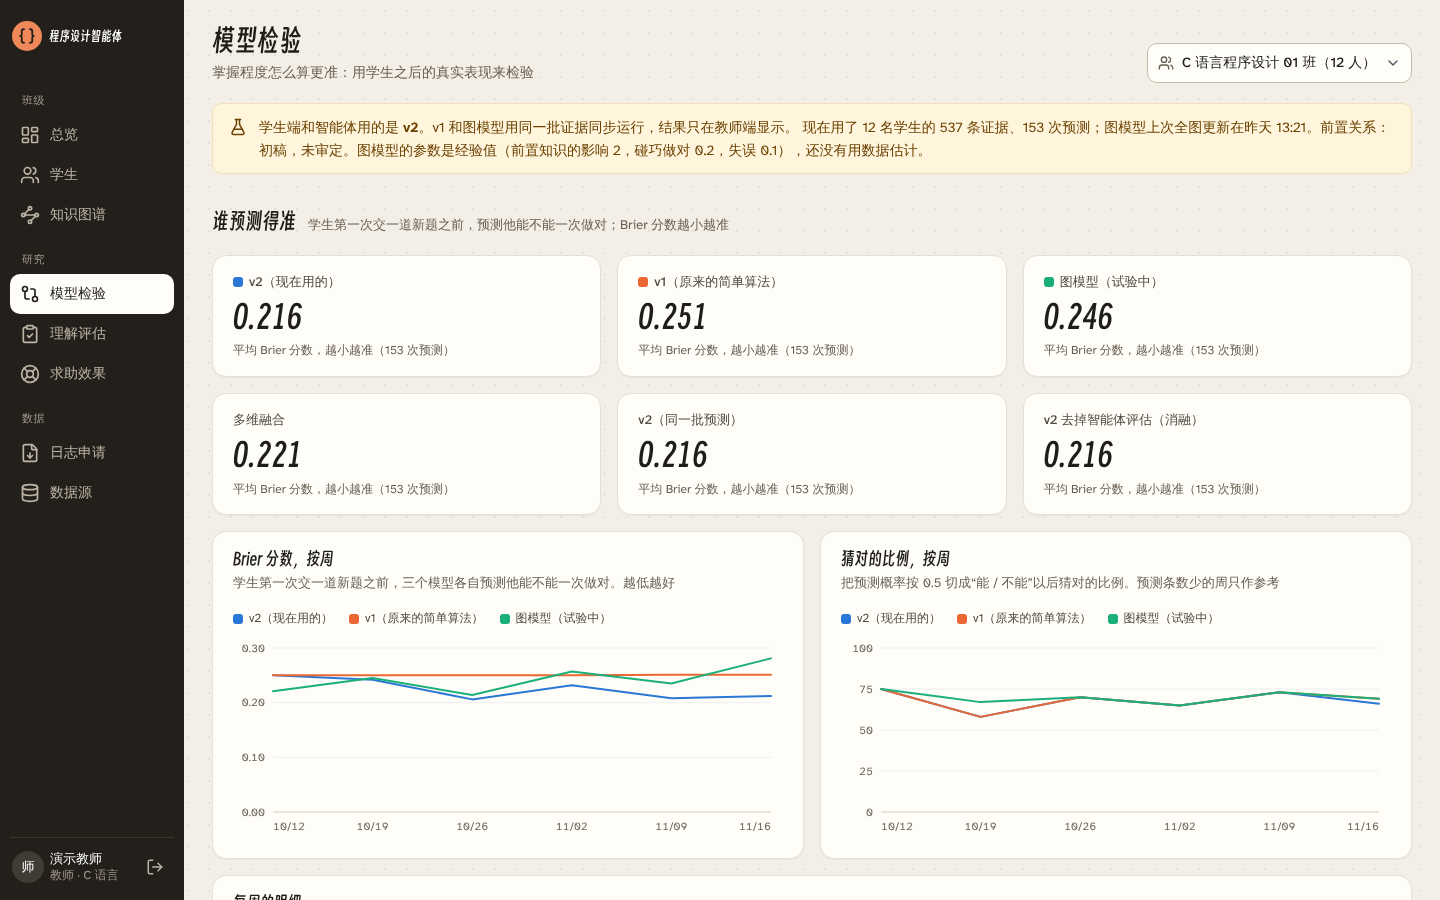 程序设计智能体
班级
总览
学生
知识图谱
研究
模型检验
理解评估
求助效果
数据
日志申请
数据源
师
演示教师
教师 · C 语言
模型检验
掌握程度怎么算更准：用学生之后的真实表现来检验
C 语言程序设计 01 班（12 人）
学生端和智能体用的是 v2。v1 和图模型用同一批证据同步运行，结果只在教师端显示。 现在用了 12 名学生的 537 条证据、153 次预测；图模型上次全图更新在昨天 13:21。前置关系：
初稿，未审定。图模型的参数是经验值（前置知识的影响 2，碰巧做对 0.2，失误 0.1），还没有用数据估计。
谁预测得准 学生第一次交一道新题之前，预测他能不能一次做对；Brier 分数越小越准
v2（现在用的）
0.216
平均 Brier 分数，越小越准（153 次预测）
v1（原来的简单算法）
0.251
平均 Brier 分数，越小越准（153 次预测）
图模型（试验中）
0.246
平均 Brier 分数，越小越准（153 次预测）
多维融合
0.221
平均 Brier 分数，越小越准（153 次预测）
v2（同一批预测）
0.216
平均 Brier 分数，越小越准（153 次预测）
v2 去掉智能体评估（消融）
0.216
平均 Brier 分数，越小越准（153 次预测）
Brier 分数，按周
学生第一次交一道新题之前，三个模型各自预测他能不能一次做对。越低越好
v2（现在用的） v1（原来的简单算法） 图模型（试验中）
0.30
0.20
0.10
0.00
10/12 10/19 10/26 11/02 11/09 11/16
猜对的比例，按周
把预测概率按 0.5 切成“能 / 不能”以后猜对的比例。预测条数少的周只作参考
v2（现在用的） v1（原来的简单算法） 图模型（试验中）
100
75
50
25
0
10/12 10/19 10/26 11/02 11/09 11/16
每周的明细